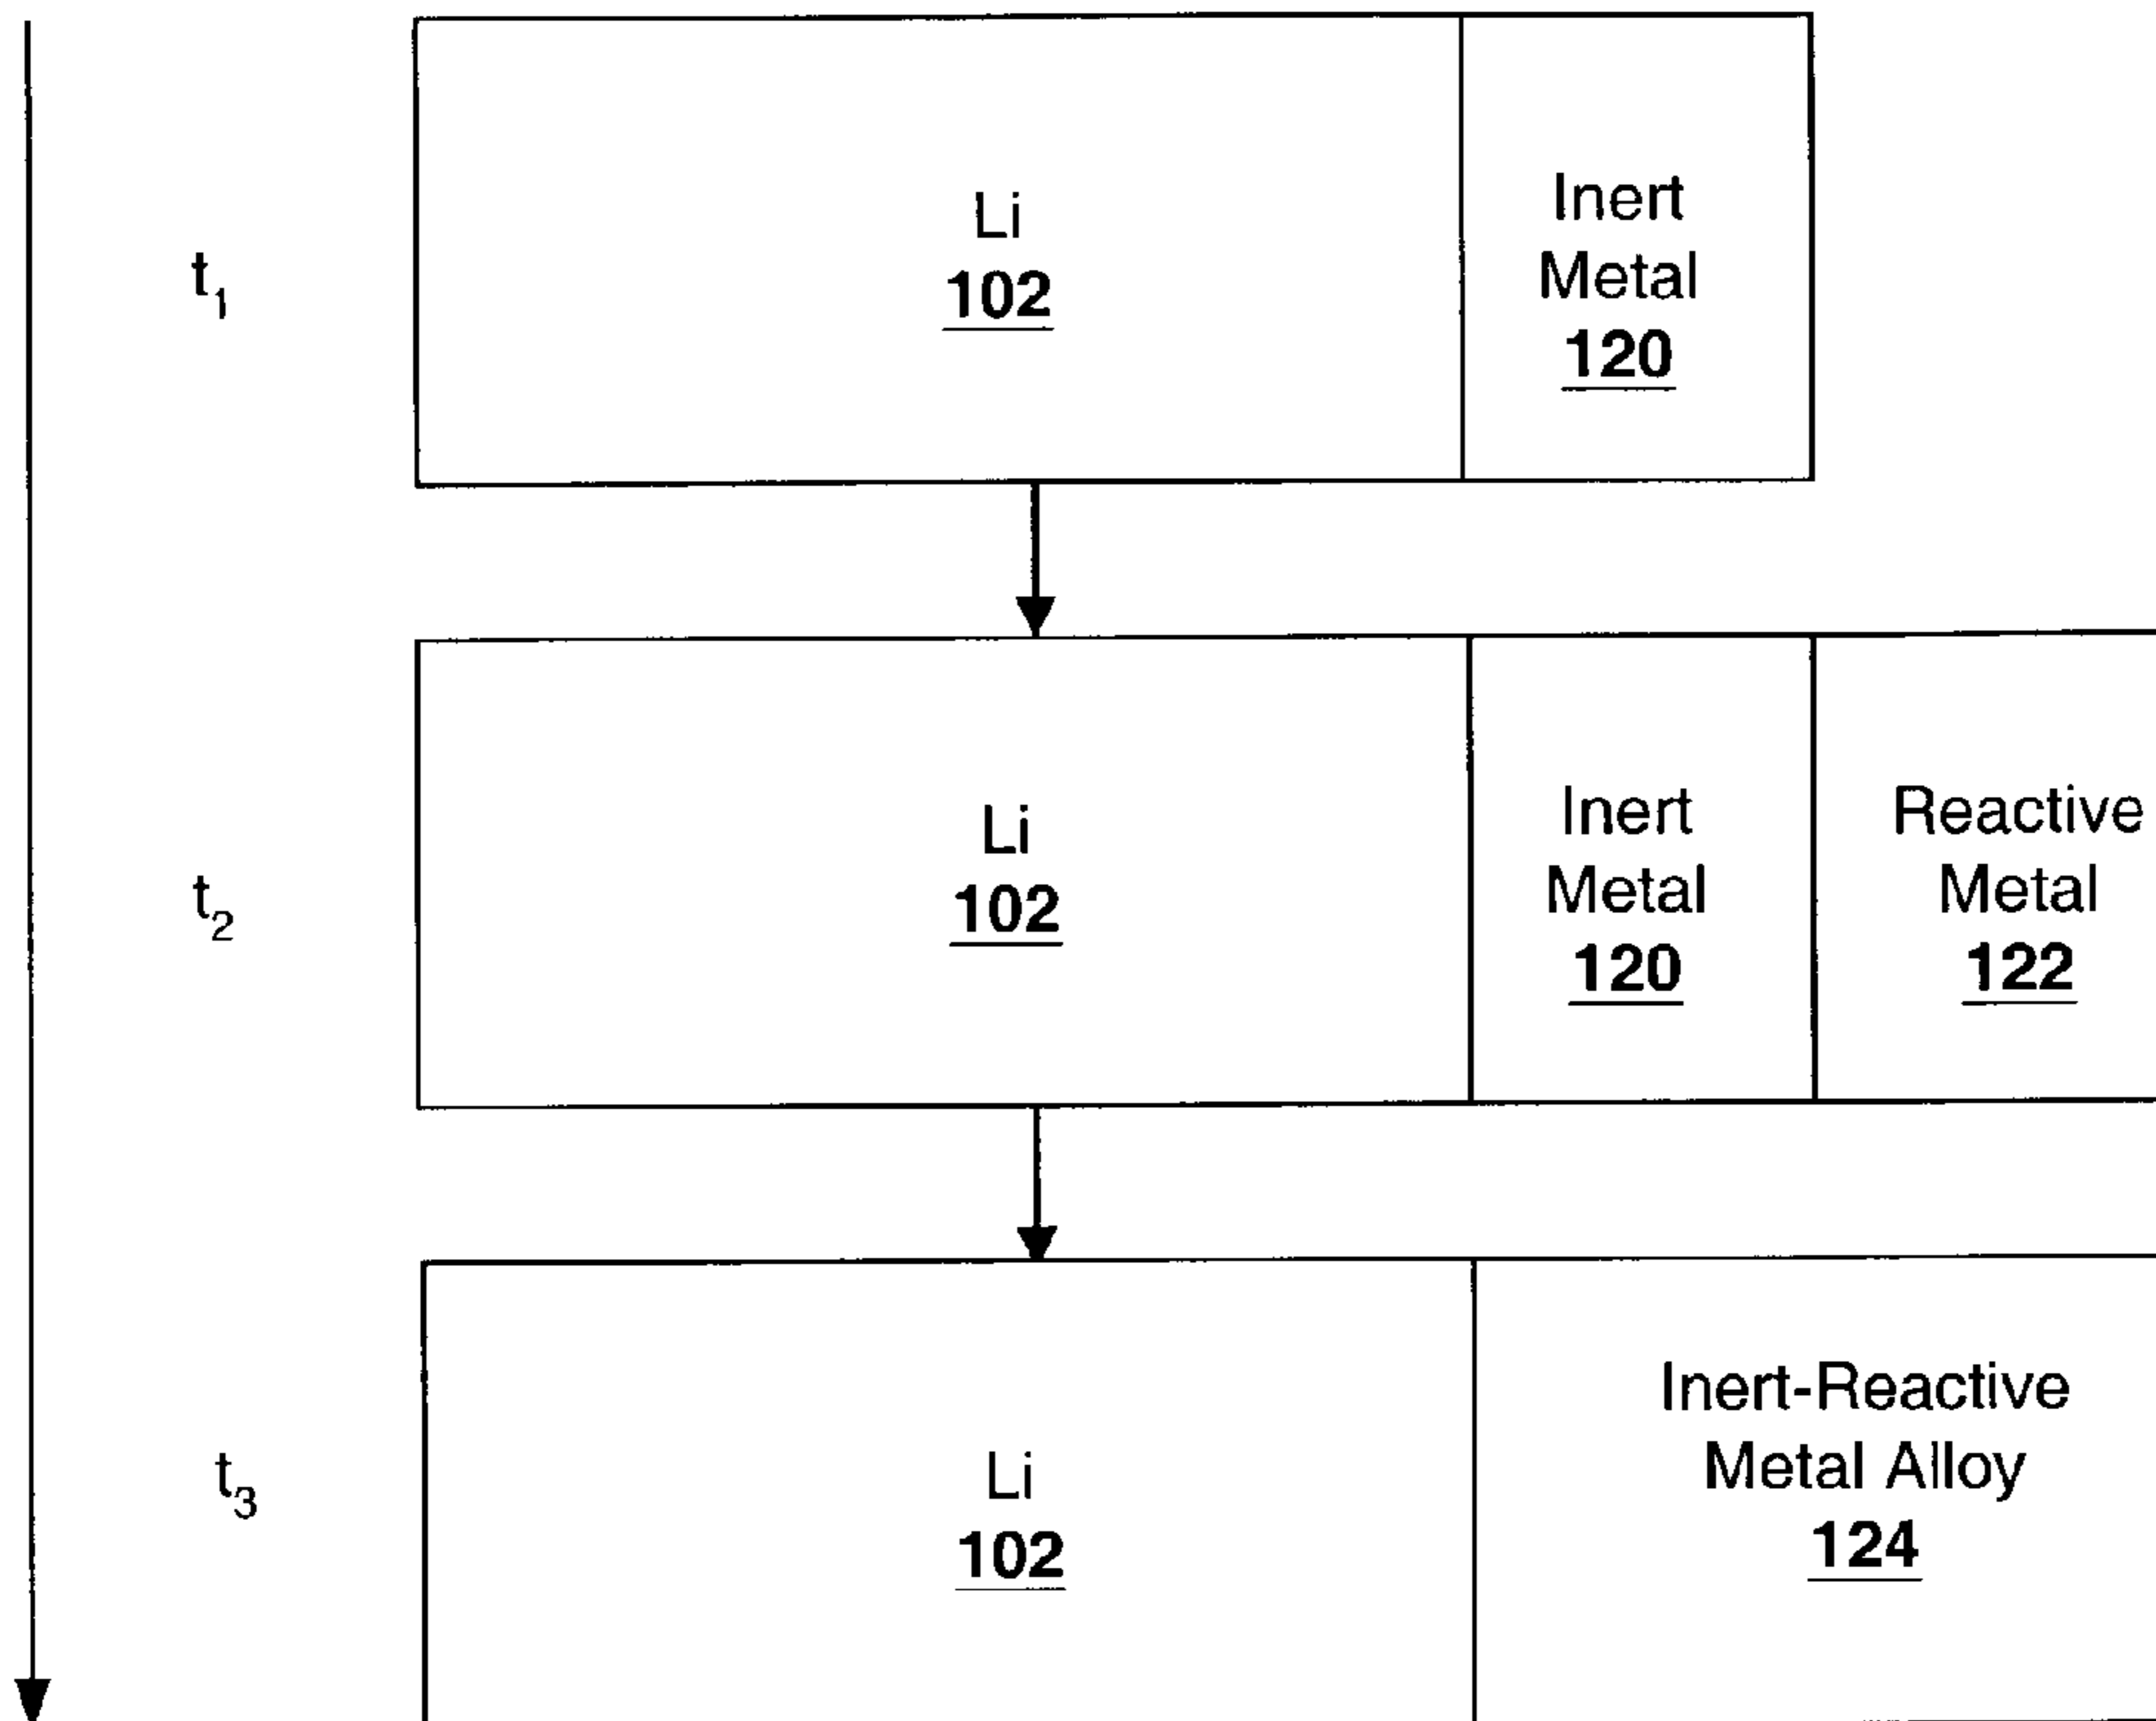 t₁
Li
102
Inert
Metal
120
t₂
Li
102
Inert
Metal
120
Reactive
Metal
122
t₃
Li
102
Inert-Reactive
Metal Alloy
124